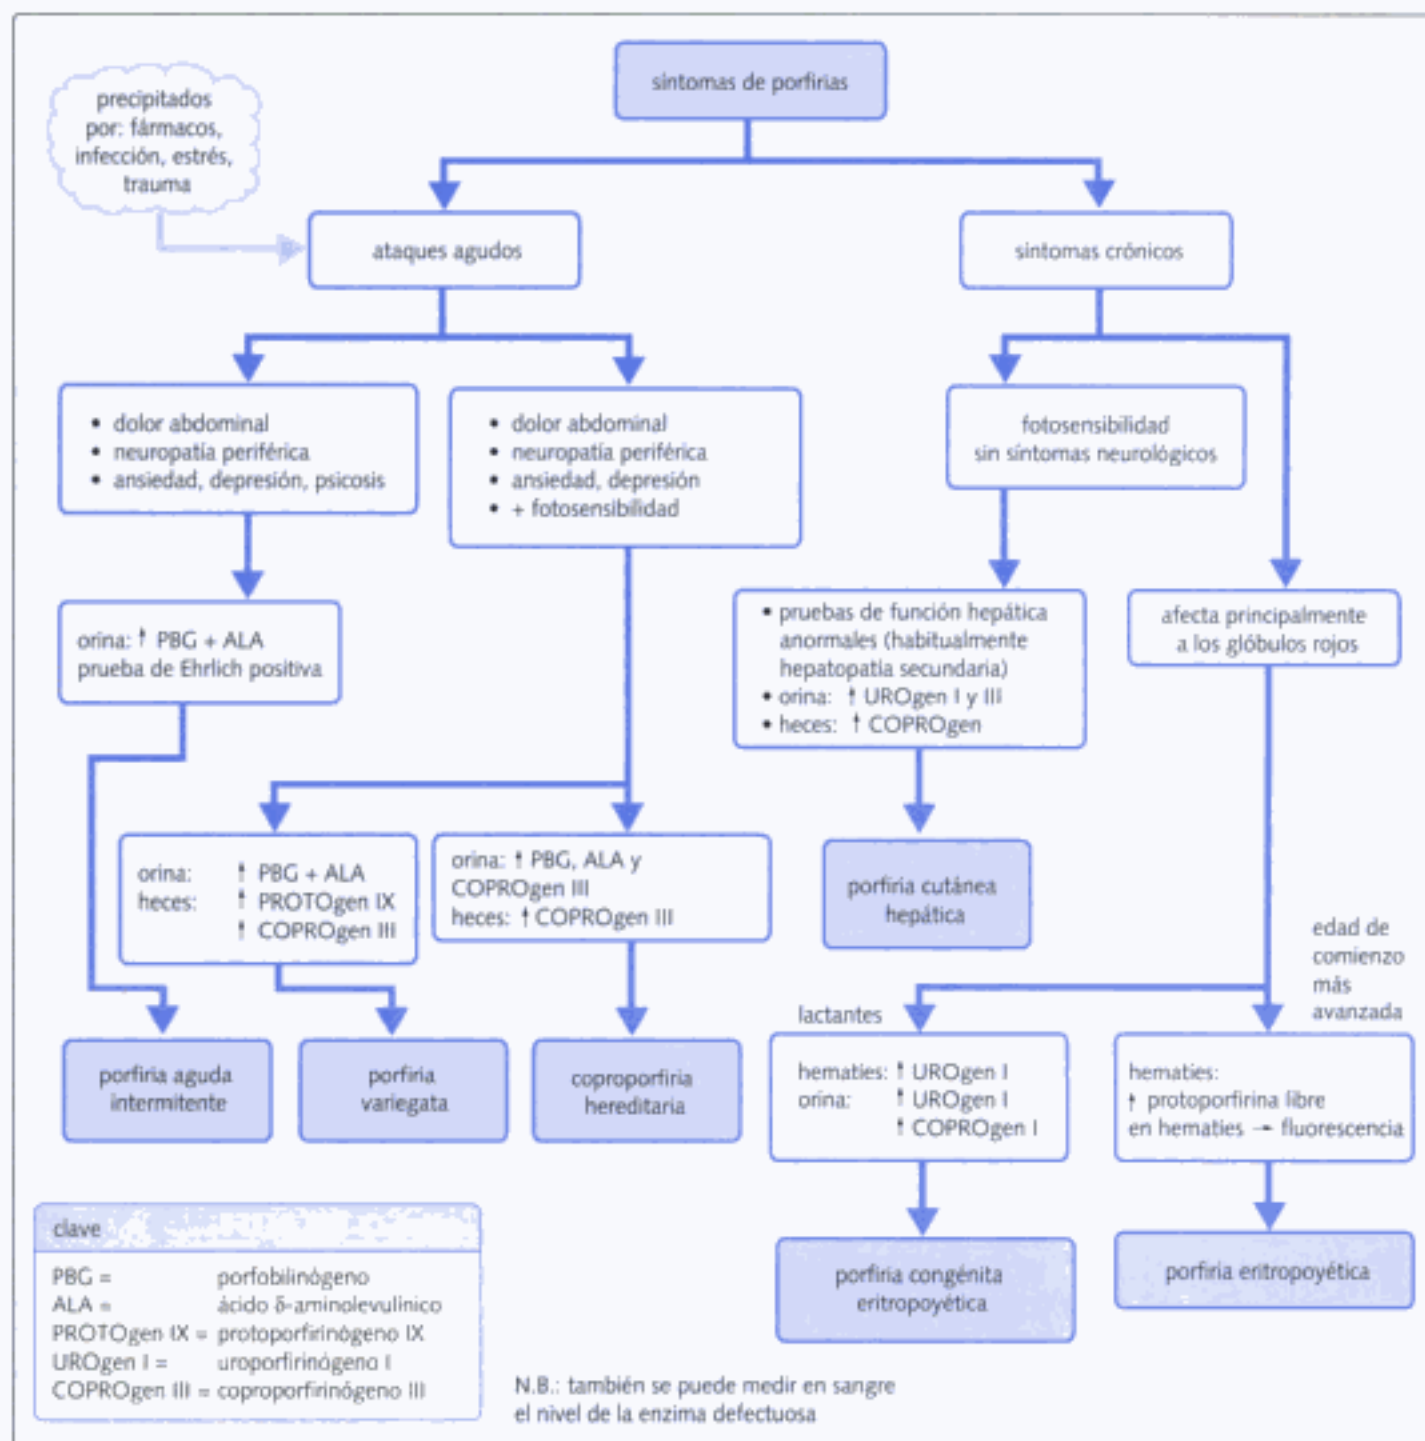 síntomas de porfirias
precipitados
por: fármacos,
infección, estrés,
trauma
ataques agudos
síntomas crónicos
• dolor abdominal
• neuropatía periférica
• ansiedad, depresión, psicosis
• dolor abdominal
• neuropatía periférica
• ansiedad, depresión
• + fotosensibilidad
fotosensibilidad
sin síntomas neurológicos
orina: ↑ PBG + ALA
prueba de Ehrlich positiva
• pruebas de función hepática
anormales (habitualmente
hepatopatía secundaria)
• orina: ↑ UROgen I y III
• heces: ↑ COPROgen
afecta principalmente
a los glóbulos rojos
orina: ↑ PBG + ALA
heces: ↑ PROTOgen IX
↑ COPROgen III
orina: ↑ PBG, ALA y
COPROgen III
heces: ↑ COPROgen III
porfiria cutánea
hepática
edad de
comienzo
más
avanzada
lactantes
porfiria aguda
intermitente
porfiria
variegata
coproporfiria
hereditaria
hematies: ↑ UROgen I
orina: ↑ UROgen I
↑ COPROgen I
hematies:
↑ protoporfirina libre
en hematies → fluorescencia
porfiria congénita
eritropoyética
porfiria eritropoyética
clave
PBG = porfobilinógeno
ALA = ácido δ-aminolevulínico
PROTOgen IX = protoporfirinógeno IX
UROgen I = uroporfirinógeno I
COPROgen III = coproporfirinógeno III
N.B.: también se puede medir en sangre
el nivel de la enzima defectuosa